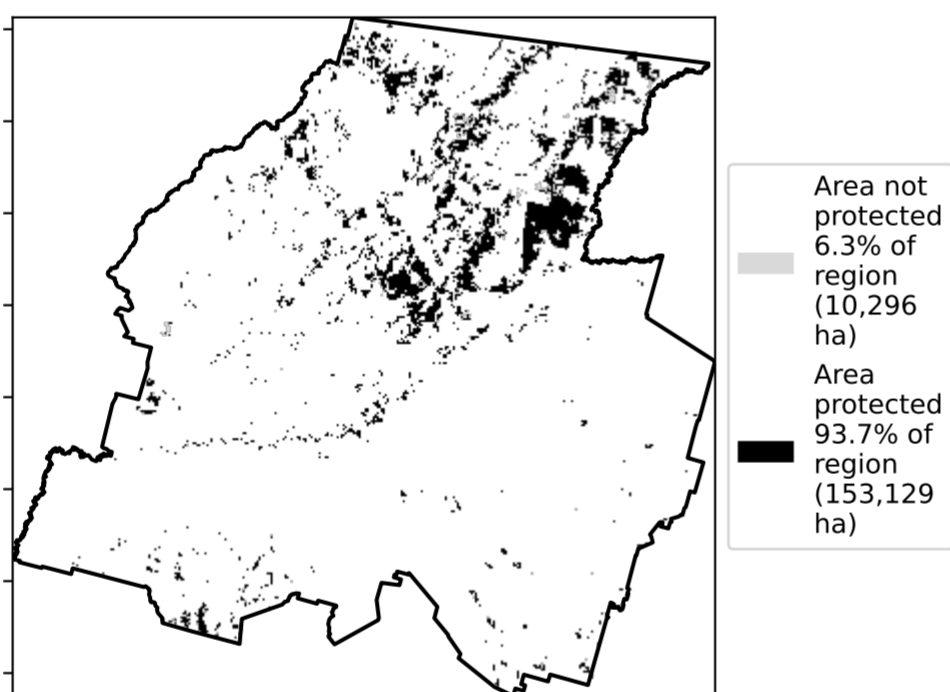 Area not
protected
6.3% of
region
(10,296
ha)
Area
protected
93.7% of
region
(153,129
ha)